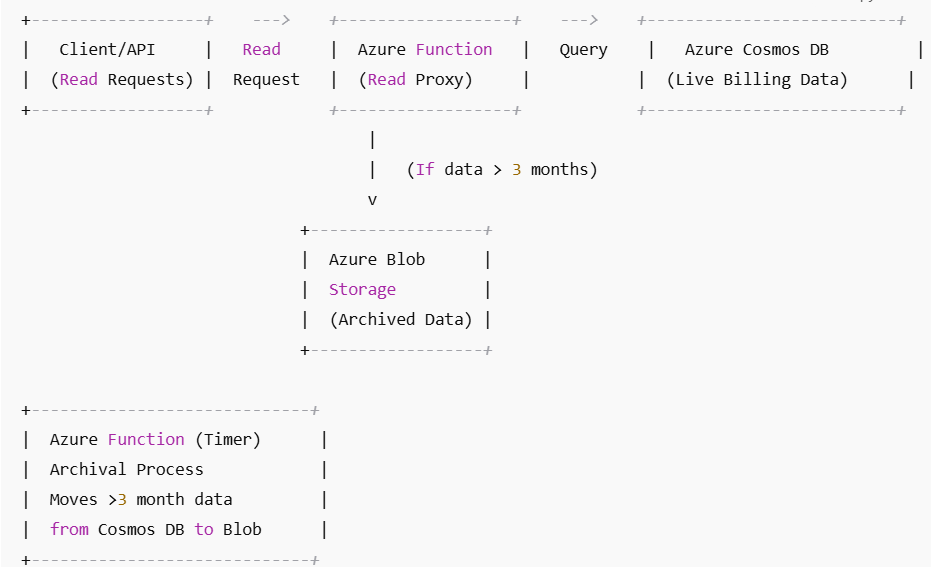 +------------------+    --->    +------------------+    --->    +--------------------------+
|   Client/API     |   Read     |  Azure Function   |   Query    |   Azure Cosmos DB         |
|  (Read Requests) |  Request   |  (Read Proxy)     |           |  (Live Billing Data)      |
+------------------+            +------------------+            +--------------------------+
                                    |
                                    |   (If data > 3 months)
                                    v
                             +------------------+
                             |  Azure Blob      |
                             |  Storage         |
                             |  (Archived Data) |
                             +------------------+
+-----------------------------+
|  Azure Function (Timer)      |
|  Archival Process            |
|  Moves >3 month data         |
|  from Cosmos DB to Blob      |
+-----------------------------+